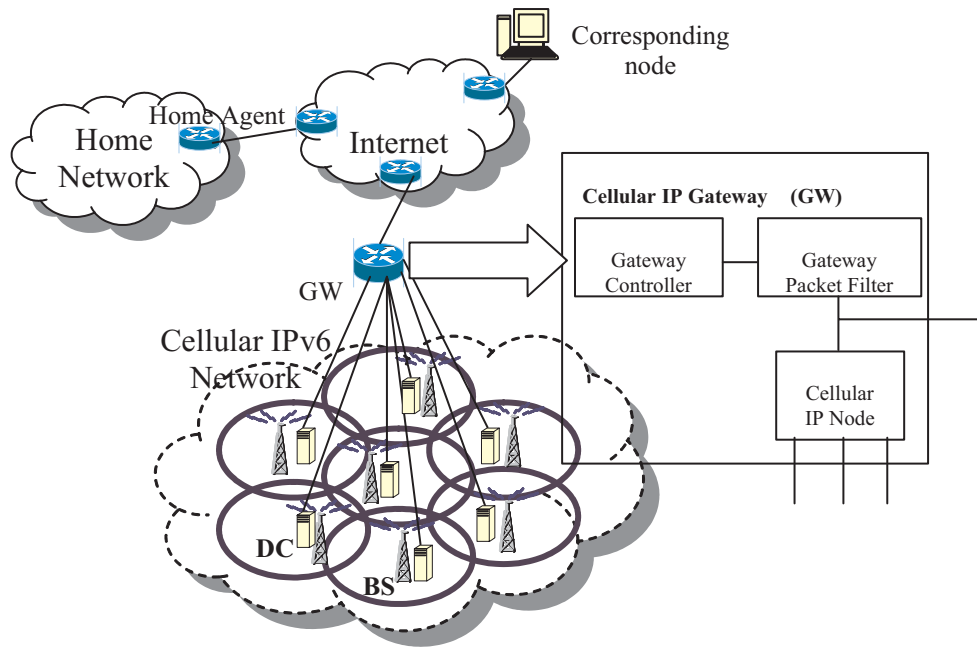 Corresponding
node
Home Agent
Home
Network
Internet
Cellular IP Gateway (GW)
Gateway
Controller
Gateway
Packet Filter
GW
Cellular IPv6
Network
Cellular
IP Node
DC
BS